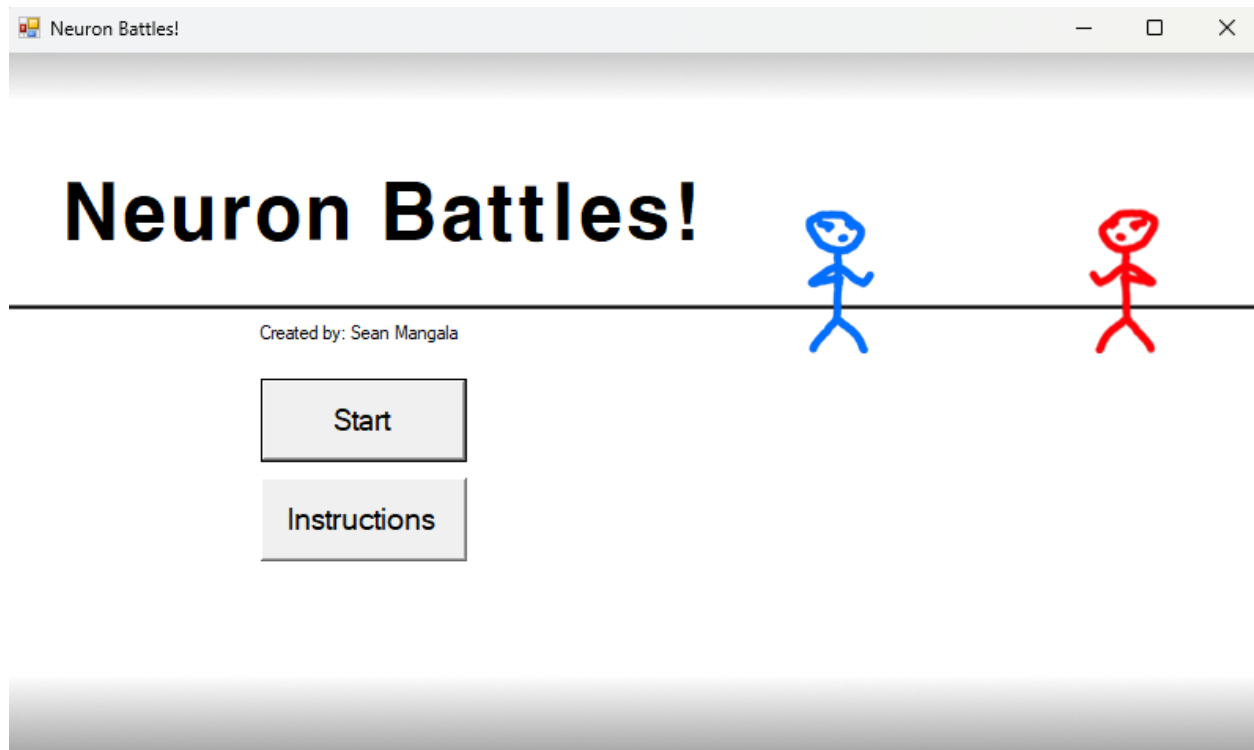 Neuron Battles!
Neuron Battles!
Created by: Sean Mangala
Start
Instructions